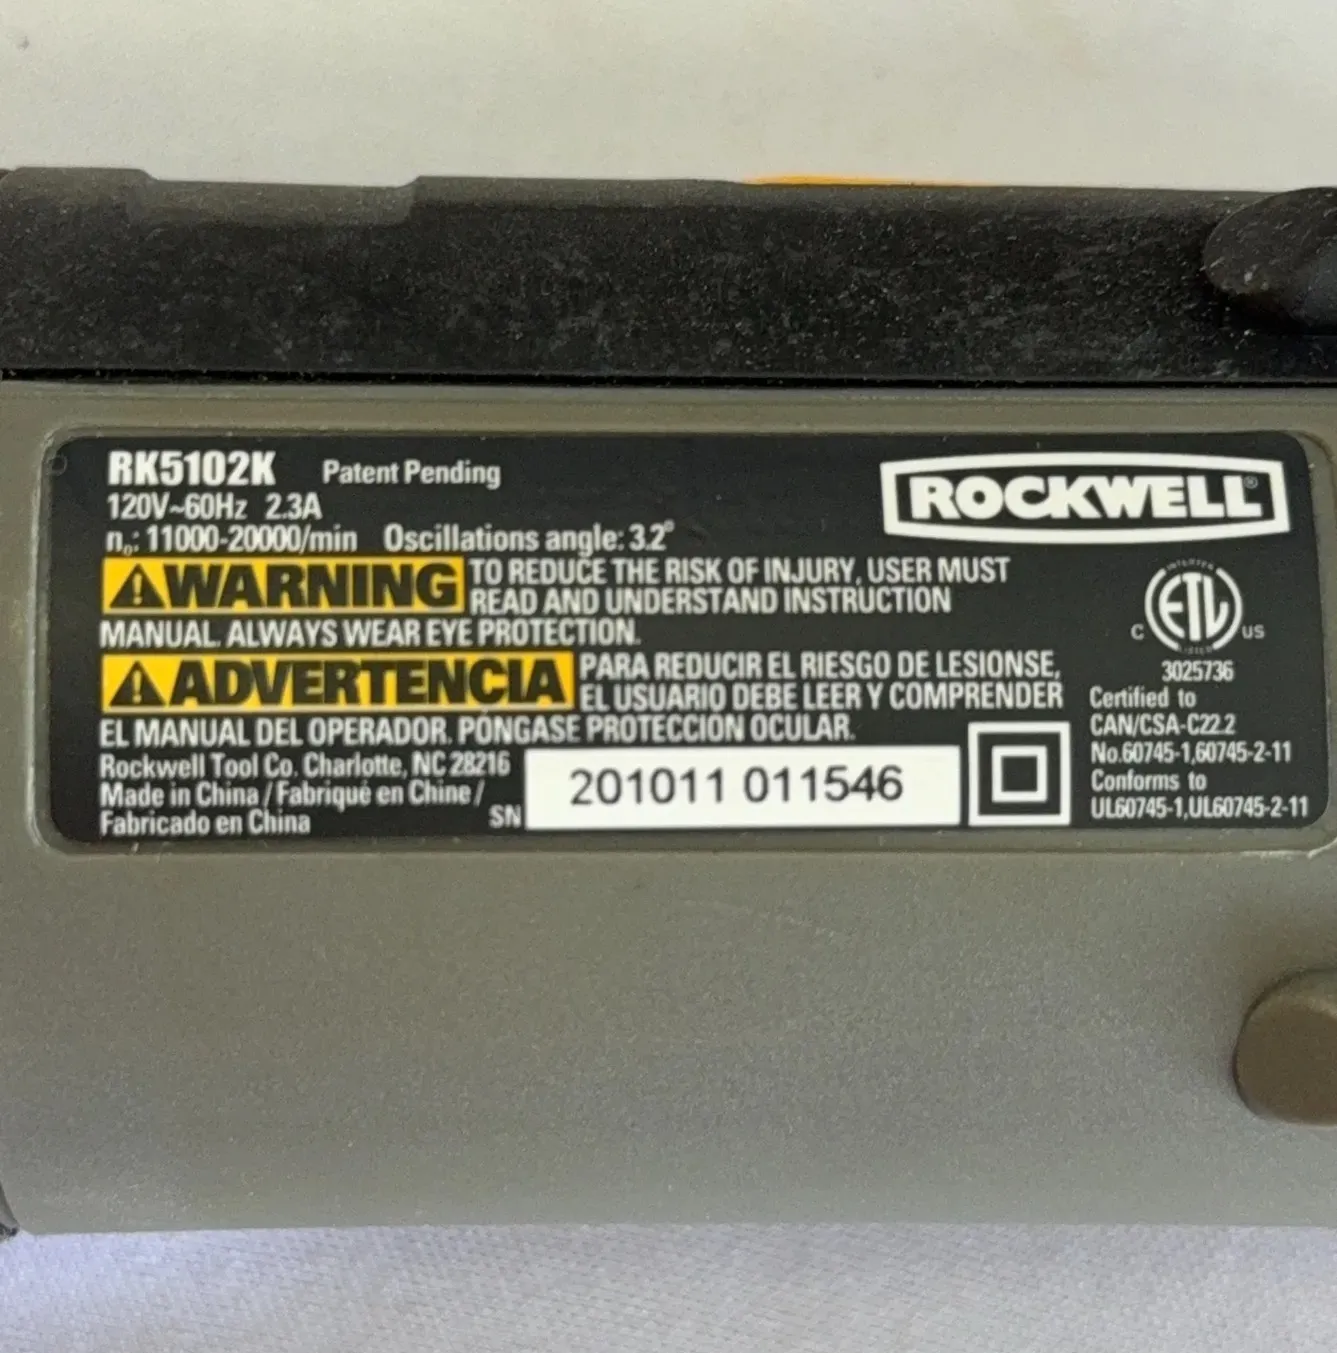 RK5102K Patent Pending
120V~60Hz 2.3A
n₀: 11000-20000/min Oscillations angle: 3.2°
ROCKWELL®
⚠WARNING TO REDUCE THE RISK OF INJURY, USER MUST
READ AND UNDERSTAND INSTRUCTION
MANUAL. ALWAYS WEAR EYE PROTECTION.
⚠ADVERTENCIA PARA REDUCIR EL RIESGO DE LESIONSE,
EL USUARIO DEBE LEER Y COMPRENDER
EL MANUAL DEL OPERADOR. PÓNGASE PROTECCIÓN OCULAR.
Rockwell Tool Co. Charlotte, NC 28216
Made in China / Fabriqué en Chine /
Fabricado en China
SN 201011 011546
INTERTEK
C ETL US
LISTED
3025736
Certified to
CAN/CSA-C22.2
No.60745-1,60745-2-11
Conforms to
UL60745-1,UL60745-2-11